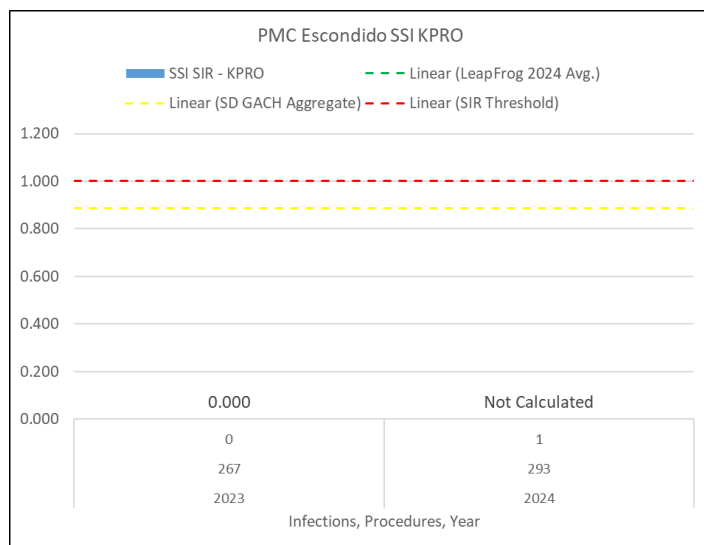 PMC Escondido SSI KPRO
SSI SIR - KPRO Linear (LeapFrog 2024 Avg.)
Linear (SD GACH Aggregate) Linear (SIR Threshold)
1.200
1.000
0.800
0.600
0.400
0.200
0.000
0.000 Not Calculated
0 1
267 293
2023 2024
Infections, Procedures, Year